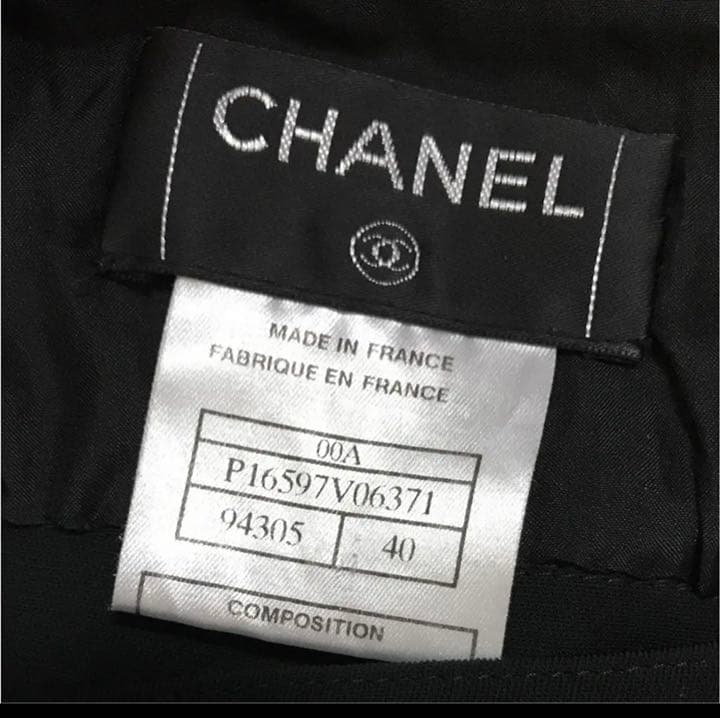 CHANEL
MADE IN FRANCE
FABRIQUE EN FRANCE
00A
P16597V06371
94305 40
COMPOSITION